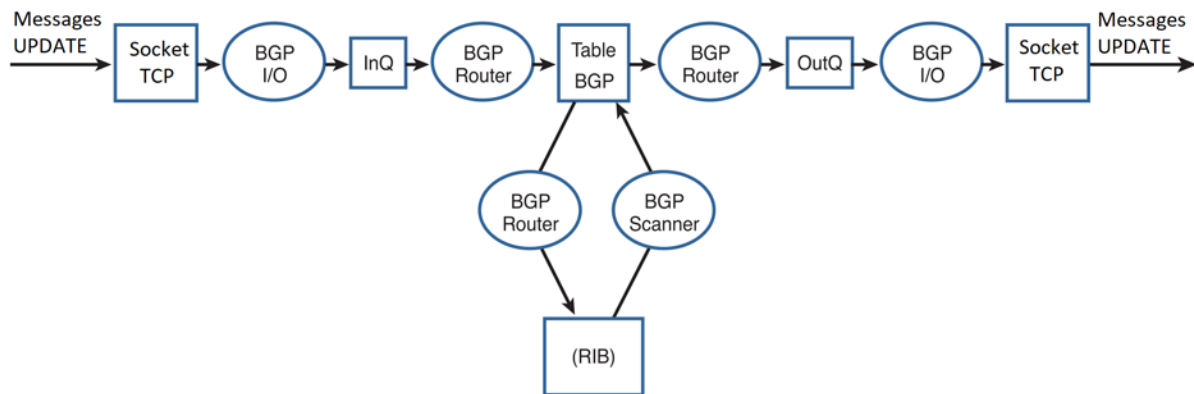 Messages
UPDATE
Socket
TCP
BGP
I/O
InQ
BGP
Router
Table
BGP
BGP
Router
OutQ
BGP
I/O
Socket
TCP
Messages
UPDATE
BGP
Router
BGP
Scanner
(RIB)